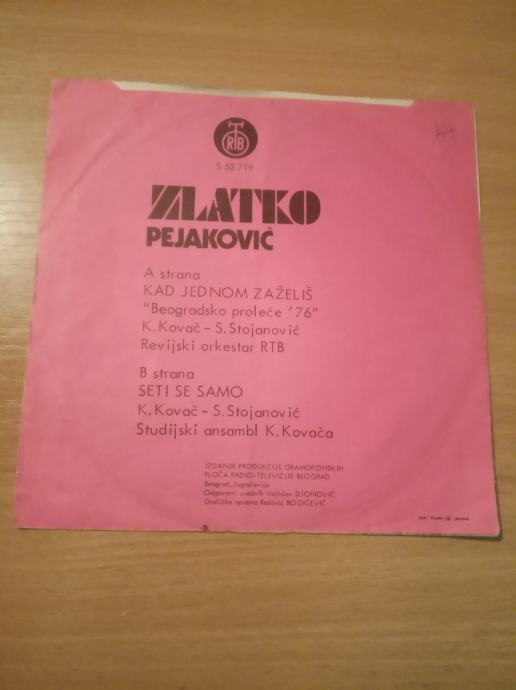 RTB
S 52 719
ZLATKO
PEJAKOVIĆ
A strana
KAD JEDNOM ZAŽELIŠ
"Beogradsko proleće '76"
K. Kovač – S. Stojanović
Revijski orkestar RTB
B strana
SETI SE SAMO
K. Kovač – S. Stojanović
Studijski ansambl K. Kovača
IZDANJE PRODUKCIJE GRAMOFONSKIH
PLOČA RADIO-TELEVIZIJE BEOGRAD
Beograd, Jugoslavija
Odgovorni urednik Vojislav DJONOVIĆ
Grafička oprema Radivoj BOGIČEVIĆ